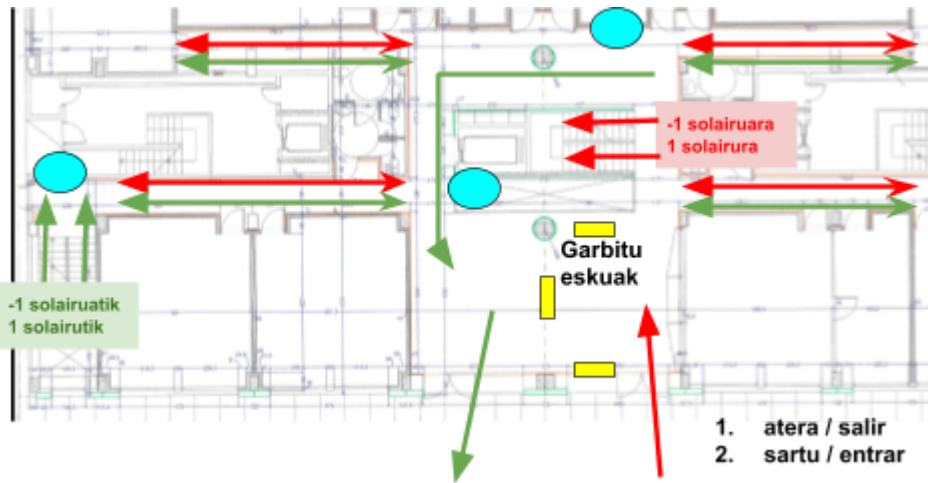 -1 solairuara
1 solairura
Garbitu
eskuak
-1 solairuatik
1 solairutik
1. atera / salir
2. sartu / entrar